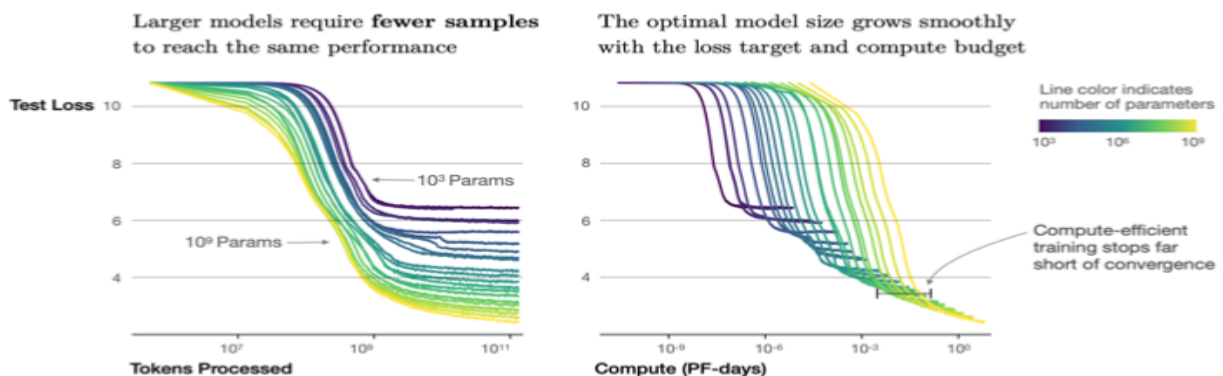 Larger models require fewer samples
to reach the same performance
The optimal model size grows smoothly
with the loss target and compute budget
Test Loss
10
8
6
4
10³ Params
10⁹ Params
10⁷
10⁹
10¹¹
Tokens Processed
10
8
6
4
10⁻⁹
10⁻⁶
10⁻³
10⁰
Compute (PF-days)
Line color indicates
number of parameters
10³
10⁶
10⁹
Compute-efficient
training stops far
short of convergence